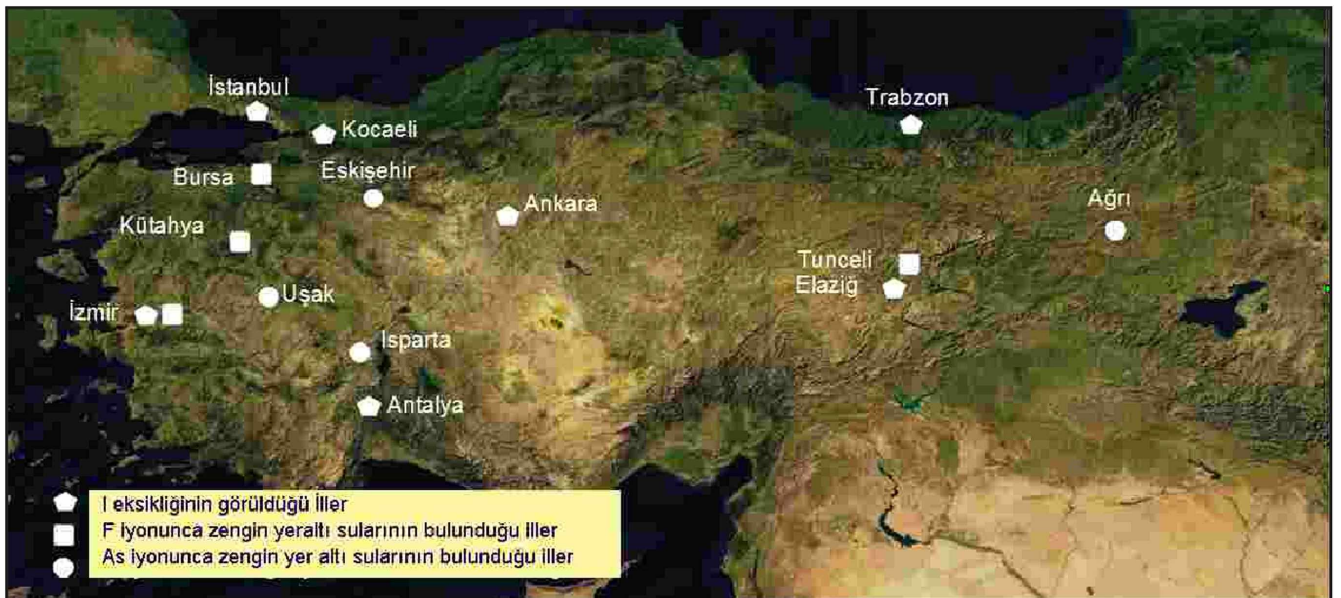 İstanbul
Trabzon
Kocaeli
Bursa
Eskişehir
Ankara
Ağrı
Kütahya
Tunceli
Elaziğ
İzmir
Uşak
Isparta
Antalya
I eksikliğinin görüldüğü İller
F iyonunca zengin yeraltı sularının bulunduğu iller
As iyonunca zengin yer altı sularının bulunduğu iller